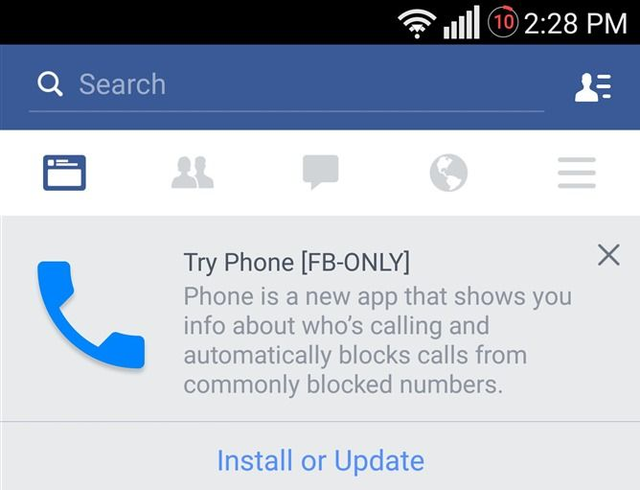 10 2:28 PM
Search
Try Phone [FB-ONLY]
Phone is a new app that shows you
info about who's calling and
automatically blocks calls from
commonly blocked numbers.
Install or Update